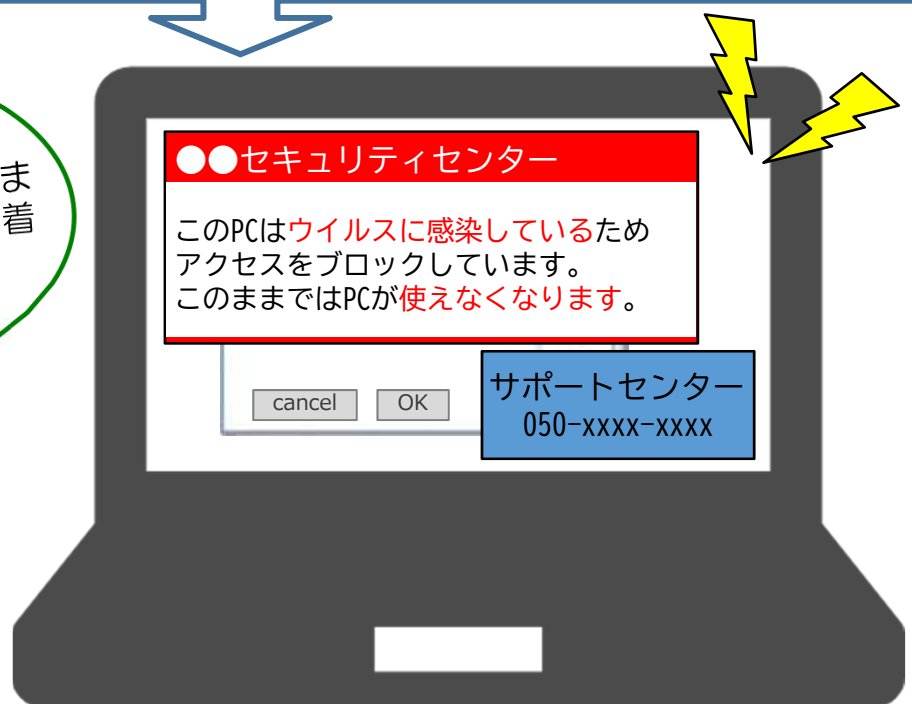 ま
着
●●セキュリティセンター
このPCはウイルスに感染しているため
アクセスをブロックしています。
このままではPCが使えなくなります。
cancel OK
サポートセンター
050-xxxx-xxxx